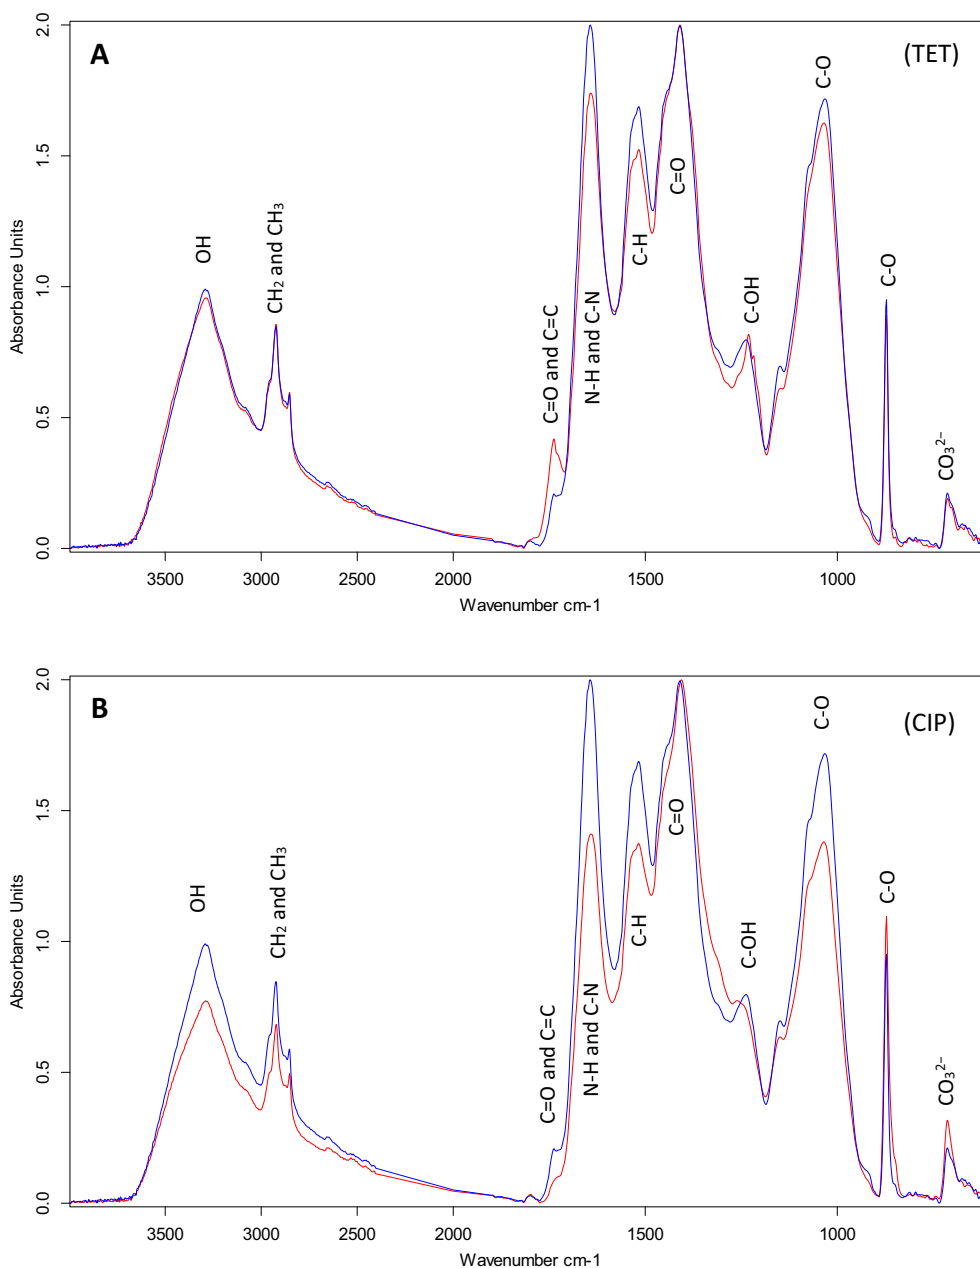 A
(TET)
2.0
1.5
1.0
0.5
0.0
Absorbance Units
OH
CH₂ and CH₃
C=O and C=C
N-H and C-N
C-H
C=O
C-OH
C-O
C-O
CO₃²⁻
3500
3000
2500
2000
1500
1000
Wavenumber cm-1
B
(CIP)
2.0
1.5
1.0
0.5
0.0
Absorbance Units
OH
CH₂ and CH₃
C=O and C=C
N-H and C-N
C-H
C=O
C-OH
C-O
C-O
CO₃²⁻
3500
3000
2500
2000
1500
1000
Wavenumber cm-1